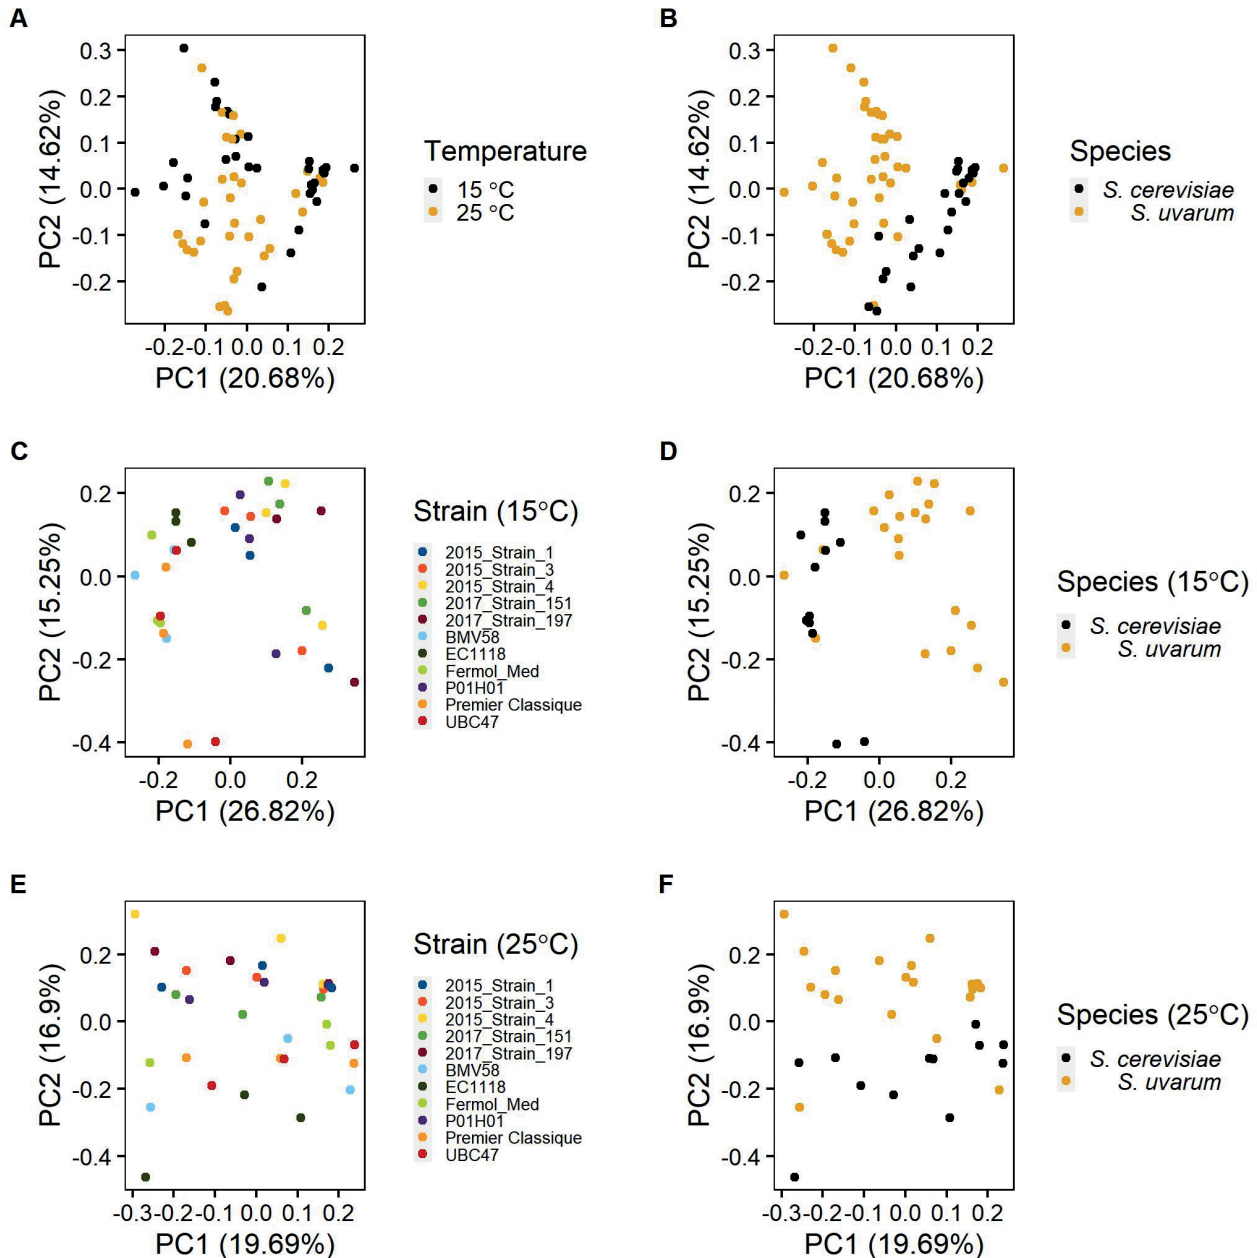 A
0.3
0.2
0.1
0.0
-0.1
-0.2
PC2 (14.62%)
-0.2 -0.1 0.0 0.1 0.2
PC1 (20.68%)
Temperature
15 °C
25 °C
B
0.3
0.2
0.1
0.0
-0.1
-0.2
PC2 (14.62%)
-0.2 -0.1 0.0 0.1 0.2
PC1 (20.68%)
Species
S. cerevisiae
S. uvarum
C
0.2
0.0
-0.2
-0.4
PC2 (15.25%)
-0.2 0.0 0.2
PC1 (26.82%)
Strain (15°C)
2015_Strain_1
2015_Strain_3
2015_Strain_4
2017_Strain_151
2017_Strain_197
BMV58
EC1118
Fermol_Med
P01H01
Premier Classique
UBC47
D
0.2
0.0
-0.2
-0.4
PC2 (15.25%)
-0.2 0.0 0.2
PC1 (26.82%)
Species (15°C)
S. cerevisiae
S. uvarum
E
0.2
0.0
-0.2
-0.4
PC2 (16.9%)
-0.3 -0.2 -0.1 0.0 0.1 0.2
PC1 (19.69%)
Strain (25°C)
2015_Strain_1
2015_Strain_3
2015_Strain_4
2017_Strain_151
2017_Strain_197
BMV58
EC1118
Fermol_Med
P01H01
Premier Classique
UBC47
F
0.2
0.0
-0.2
-0.4
PC2 (16.9%)
-0.3 -0.2 -0.1 0.0 0.1 0.2
PC1 (19.69%)
Species (25°C)
S. cerevisiae
S. uvarum